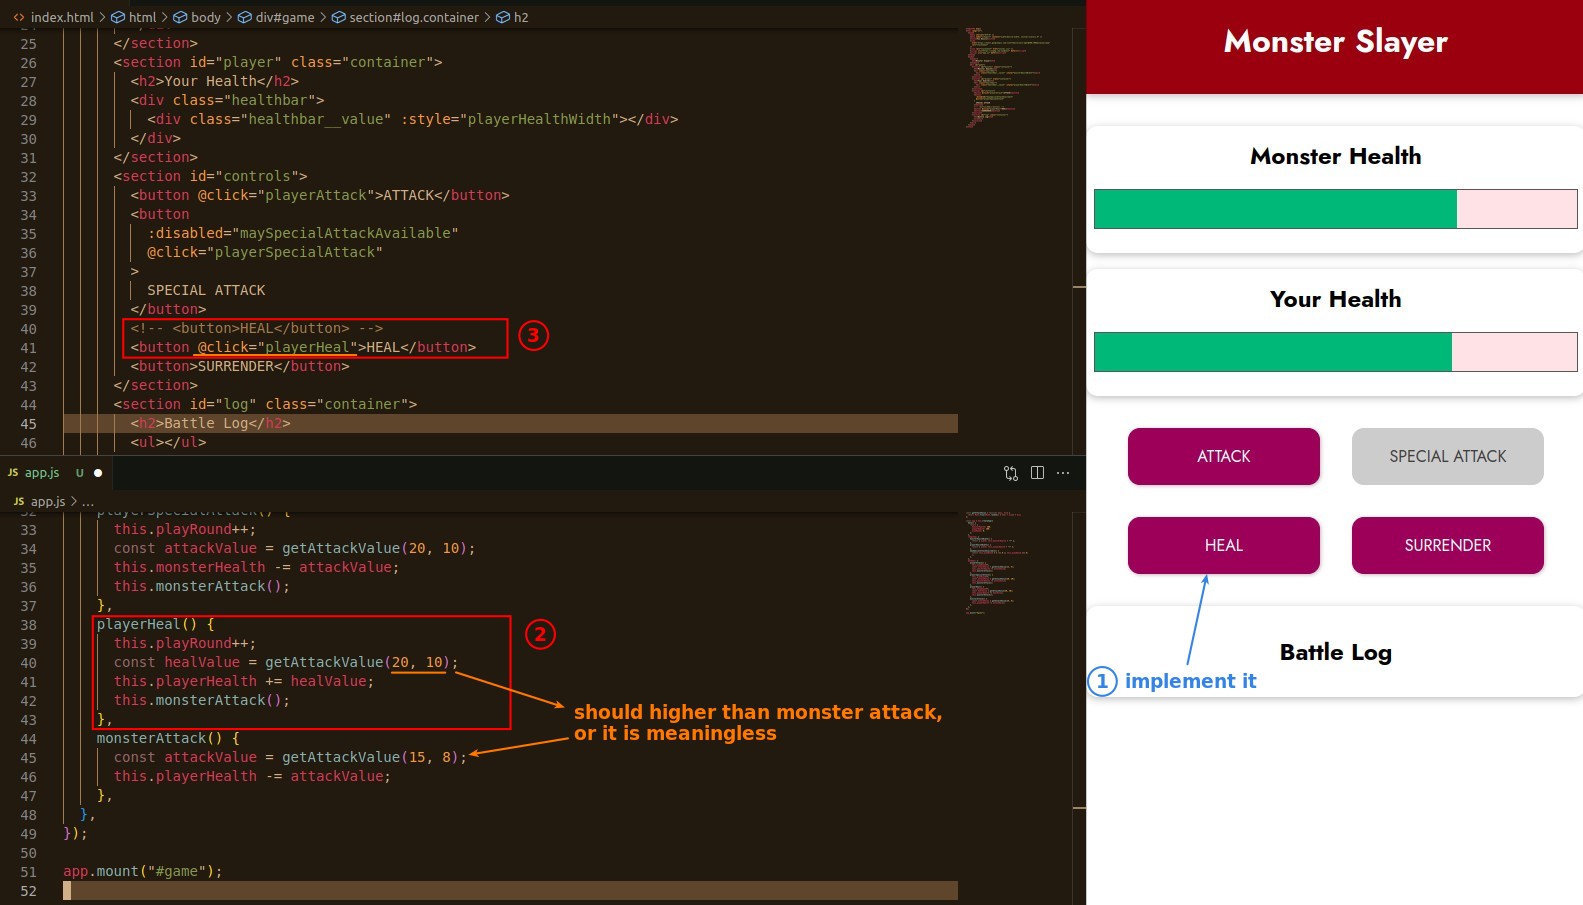 index.html > html > body > div#game > section#log.container > h2
25 </section>
26 <section id="player" class="container">
27 <h2>Your Health</h2>
28 <div class="healthbar">
29 <div class="healthbar__value" :style="playerHealthWidth"></div>
30 </div>
31 </section>
32 <section id="controls">
33 <button @click="playerAttack">ATTACK</button>
34 <button
35 :disabled="maySpecialAttackAvailable"
36 @click="playerSpecialAttack"
37 >
38 SPECIAL ATTACK
39 </button>
40 <!-- <button>HEAL</button> -->
41 <button @click="playerHeal">HEAL</button>
3
42 <button>SURRENDER</button>
43 </section>
44 <section id="log" class="container">
45 <h2>Battle Log</h2>
46 <ul></ul>
JS app.js U ●
JS app.js > ...
32 playerSpecialAttack() {
33 this.playRound++;
34 const attackValue = getAttackValue(20, 10);
35 this.monsterHealth -= attackValue;
36 this.monsterAttack();
37 },
38 playerHeal() {
2
39 this.playRound++;
40 const healValue = getAttackValue(20, 10);
41 this.playerHealth += healValue;
42 this.monsterAttack();
43 },
should higher than monster attack,
or it is meaningless
44 monsterAttack() {
45 const attackValue = getAttackValue(15, 8);
46 this.playerHealth -= attackValue;
47 },
48 },
49 });
50
51 app.mount("#game");
52
Monster Slayer
Monster Health
Your Health
ATTACK
SPECIAL ATTACK
HEAL
SURRENDER
Battle Log
1 implement it